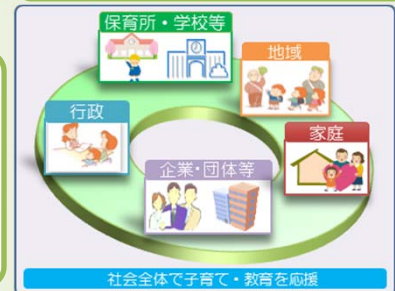 保育所・学校等
地域
行政
家庭
企業・団体等
社会全体で子育て・教育を応援